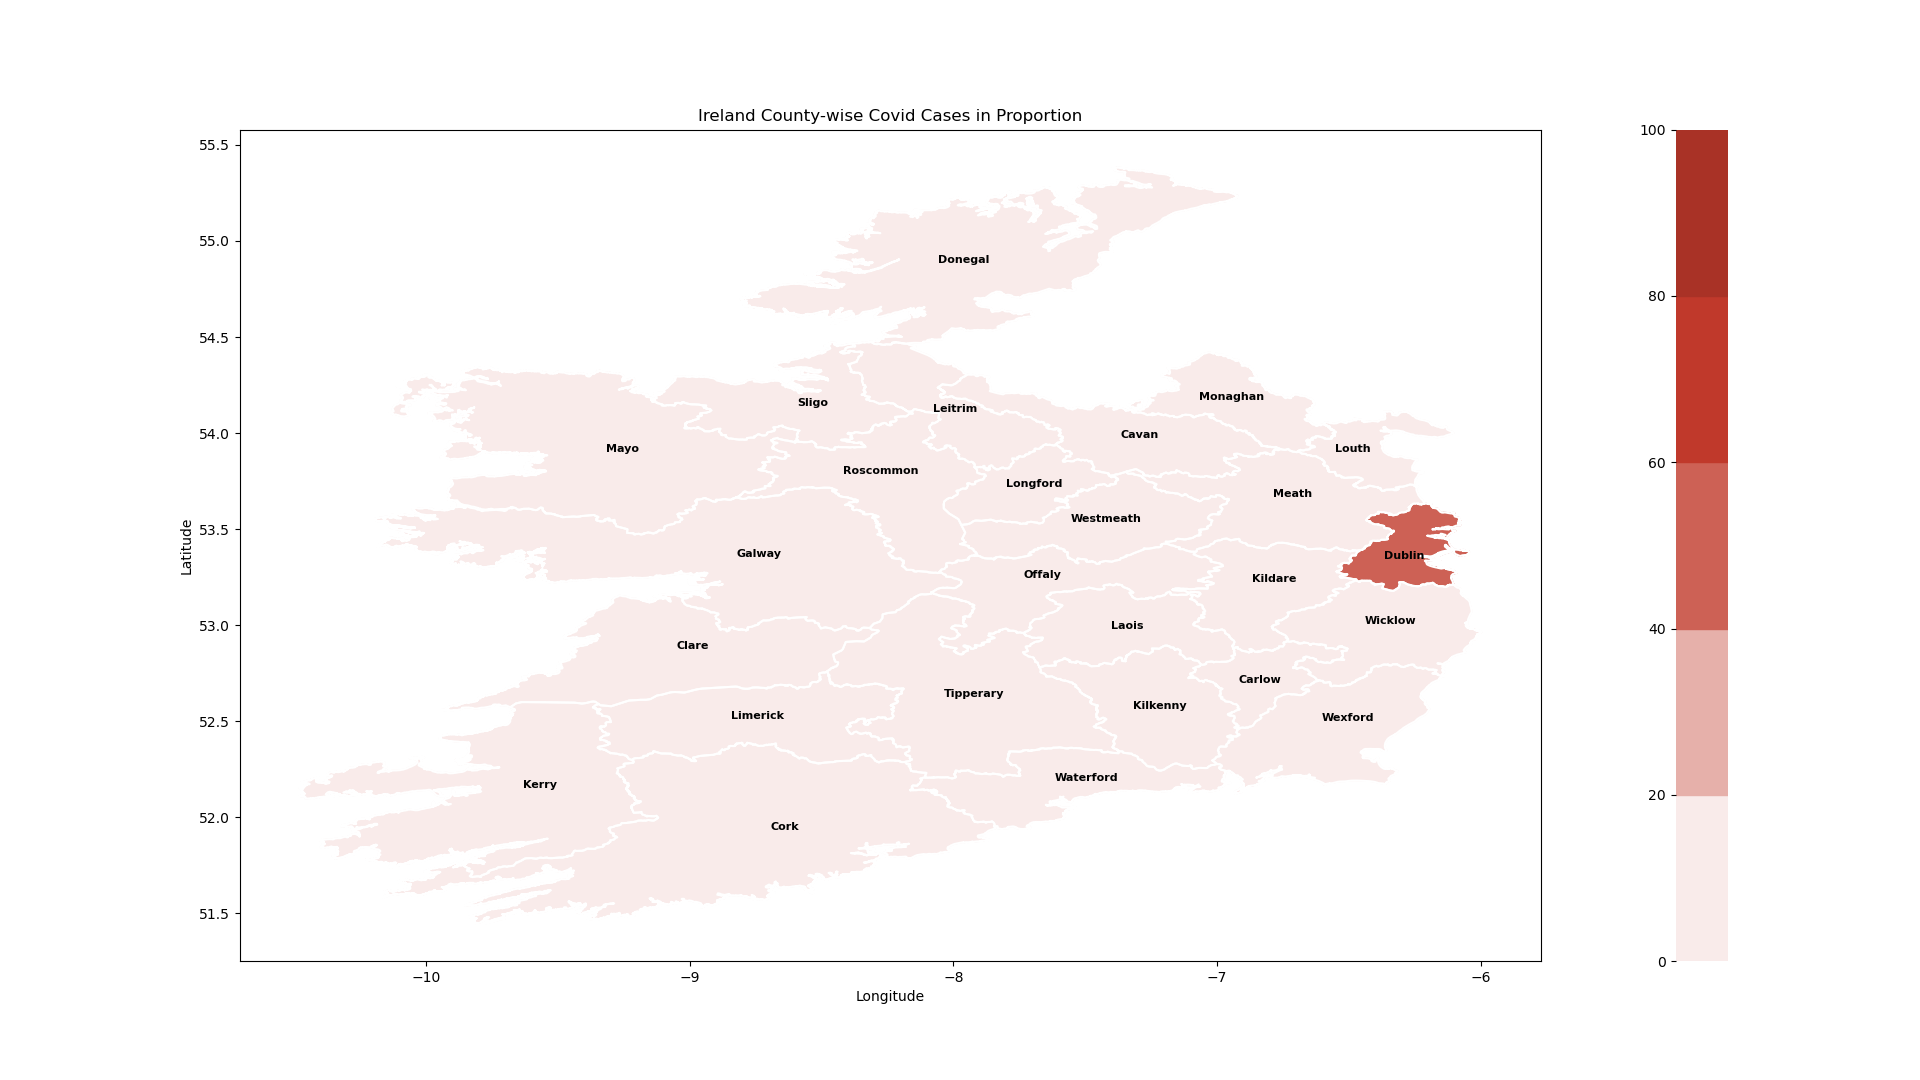 Ireland County-wise Covid Cases in Proportion
55.5
55.0
54.5
54.0
53.5
53.0
52.5
52.0
51.5
Latitude
Donegal
Monaghan
Sligo
Leitrim
Cavan
Mayo
Louth
Roscommon
Longford
Meath
Westmeath
Galway
Dublin
Offaly
Kildare
Wicklow
Laois
Clare
Carlow
Tipperary
Kilkenny
Limerick
Wexford
Waterford
Kerry
Cork
−10
−9
−8
−7
−6
Longitude
100
80
60
40
20
0